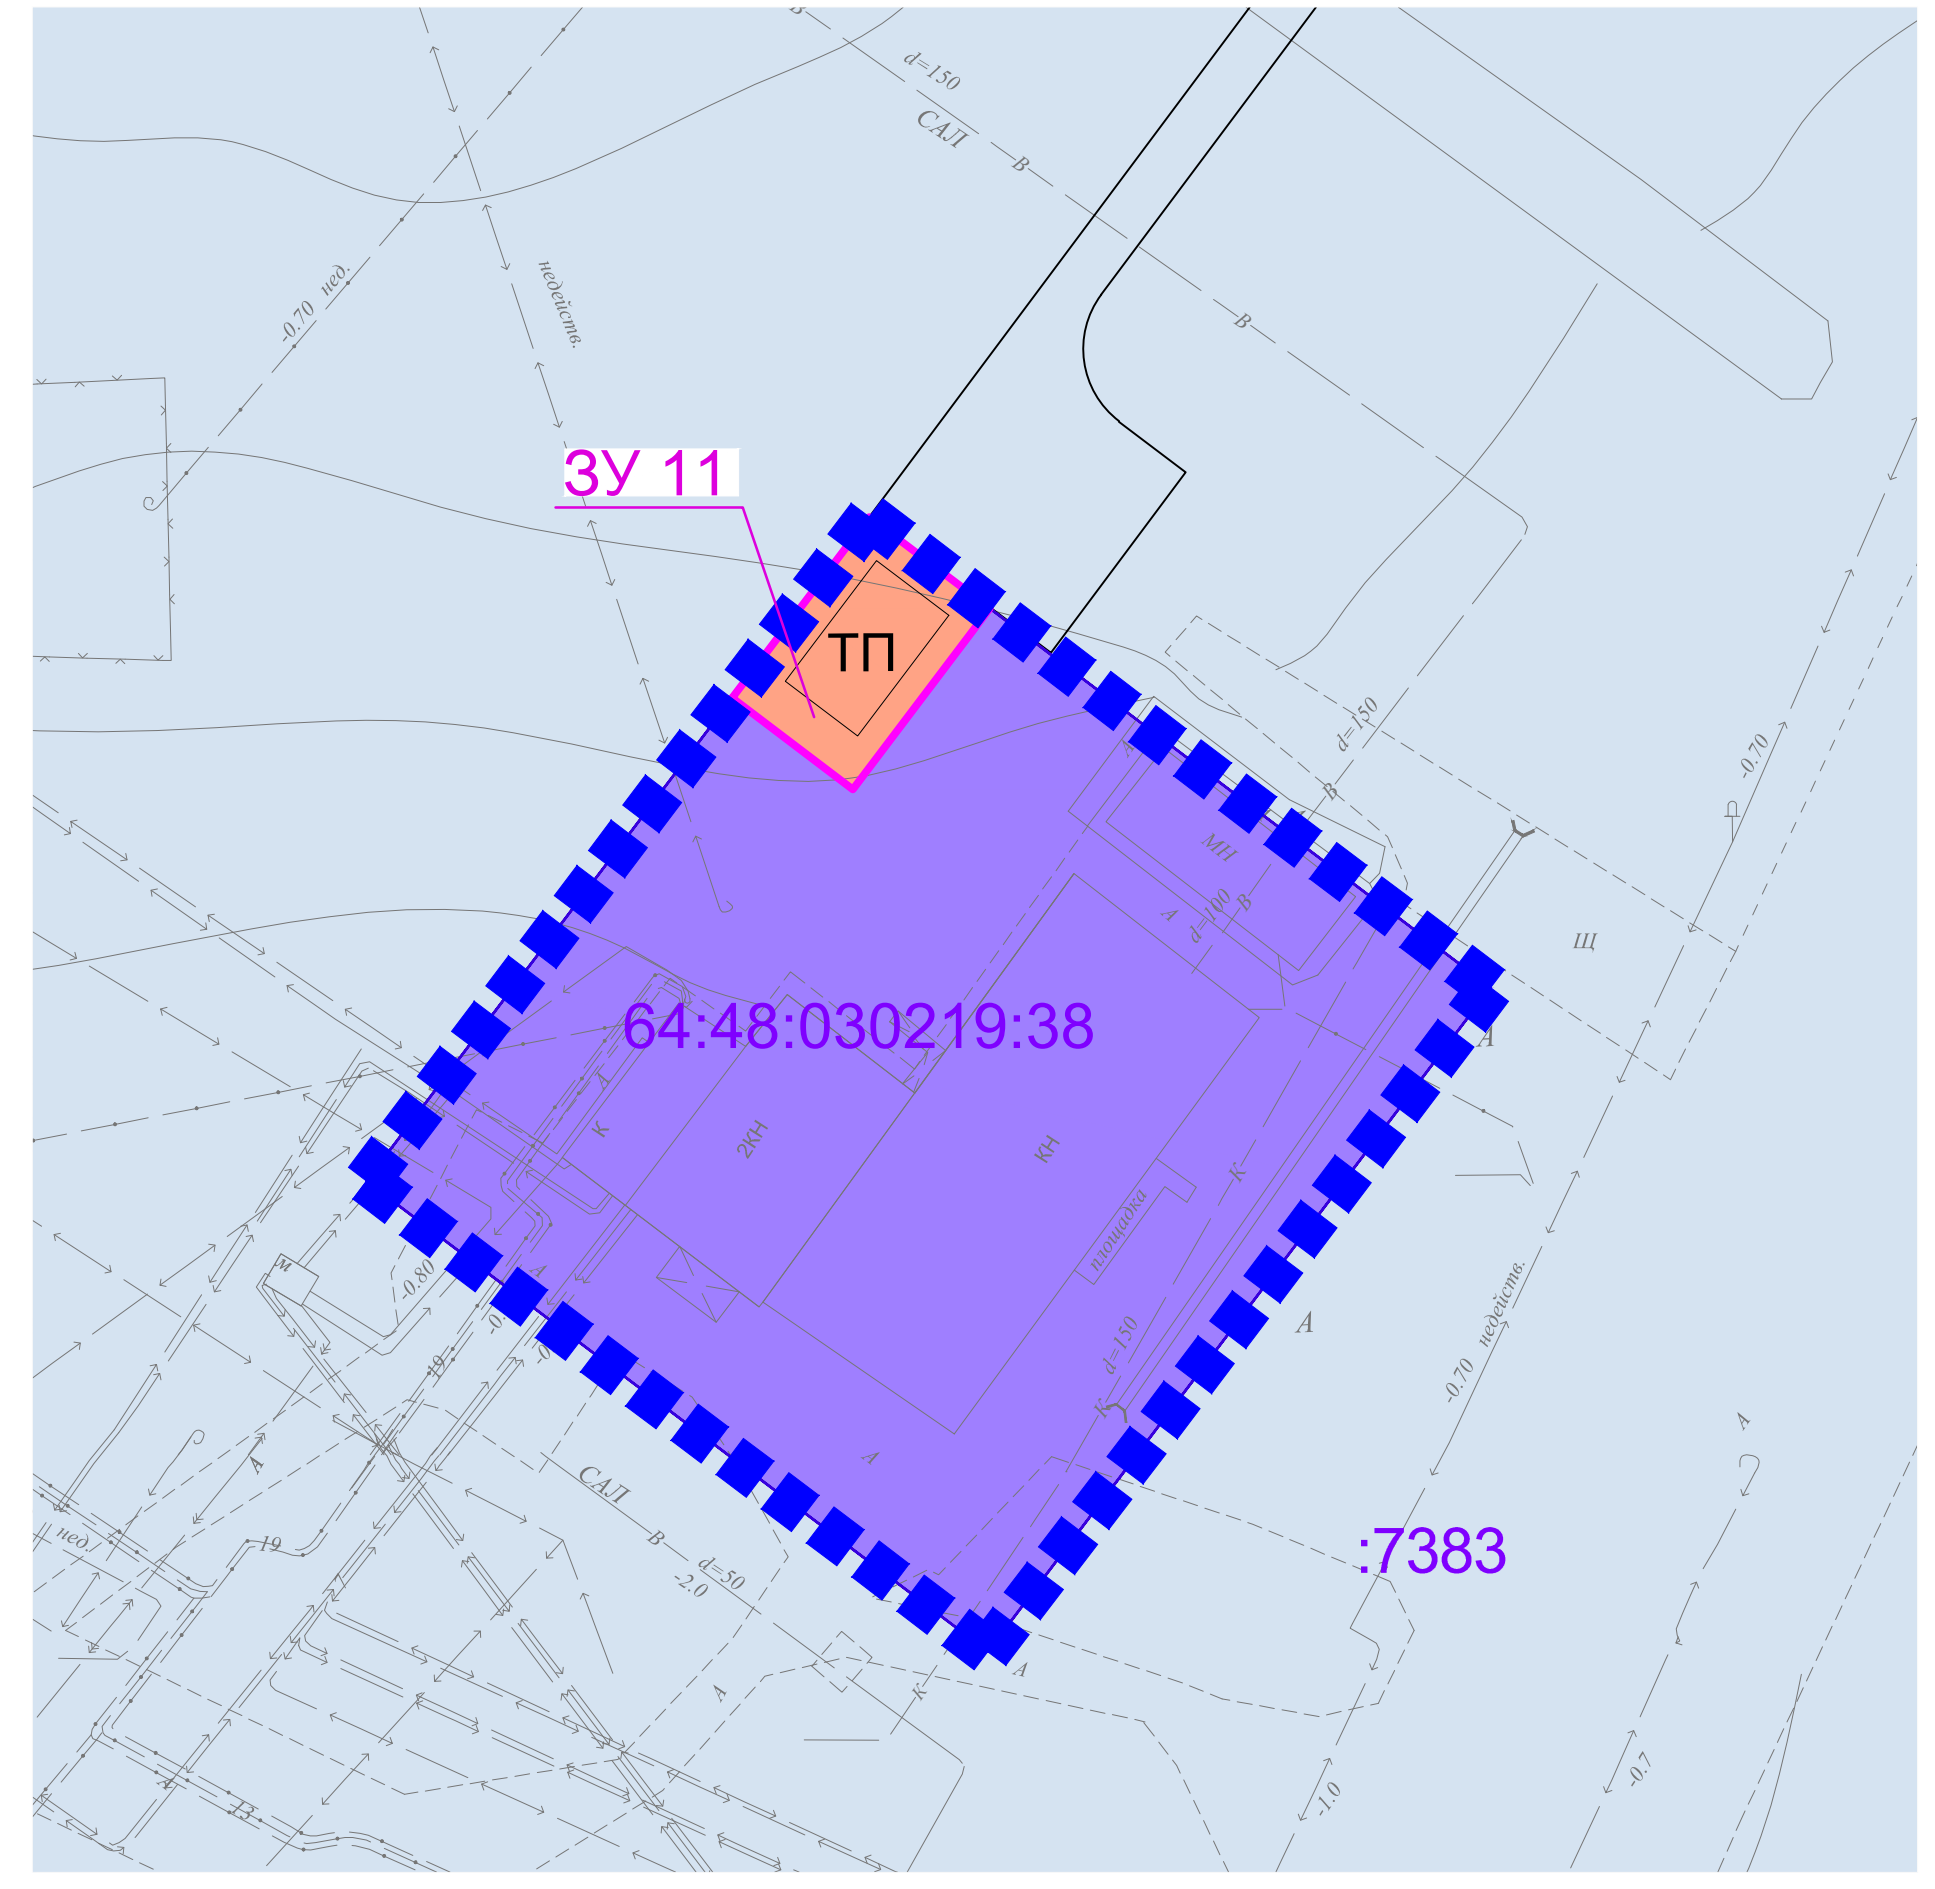 В
d=150
САЛ
В
недейств.
-0.70 нед.
В
ЗУ 11
ТП
d=150
-0.70
В
А
МН
А
d=100
В
Щ
64:48:030219:38
А
А
К
2КН
КН
К
площадка
м
-0.80
А
недейств.
А
d=150
19
К
-0.70
А
А
А
САЛ
нед.
19
В
d=50
-2.0
:7383
А
А
К
-0.7
-1.0
13